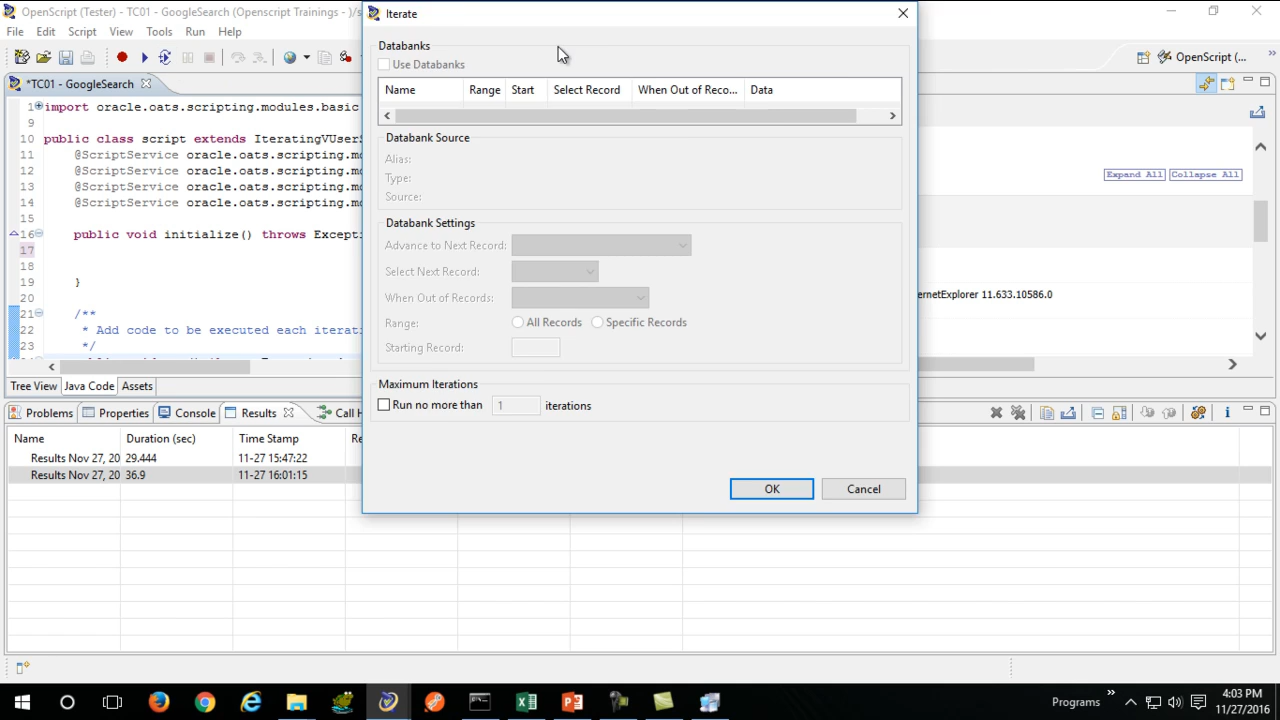 OpenScript (Tester) - TC01 - GoogleSearch (Openscript Trainings - )/s
Iterate
File Edit Script View Tools Run Help
OpenScript (...
*TC01 - GoogleSearch
Databanks
Use Databanks
Name Range Start Select Record When Out of Reco... Data
Databank Source
Alias:
Type:
Source:
Databank Settings
Advance to Next Record:
Select Next Record:
When Out of Records:
Range: All Records Specific Records
Starting Record:
Maximum Iterations
Run no more than 1 iterations
OK Cancel
1 import oracle.oats.scripting.modules.basic
9
10 public class script extends IteratingVUserS
11 @ScriptService oracle.oats.scripting.mo
12 @ScriptService oracle.oats.scripting.mo
13 @ScriptService oracle.oats.scripting.mo
14 @ScriptService oracle.oats.scripting.mo
15
16 public void initialize() throws Excepti
17
18
19 }
20
21 /**
22 * Add code to be executed each iterati
23 */
Expand All Collapse All
ernetExplorer 11.633.10586.0
Tree View Java Code Assets
Problems Properties Console Results Call H
Name Duration (sec) Time Stamp Re
Results Nov 27, 20 29.444 11-27 15:47:22
Results Nov 27, 20 36.9 11-27 16:01:15
Programs
4:03 PM
11/27/2016